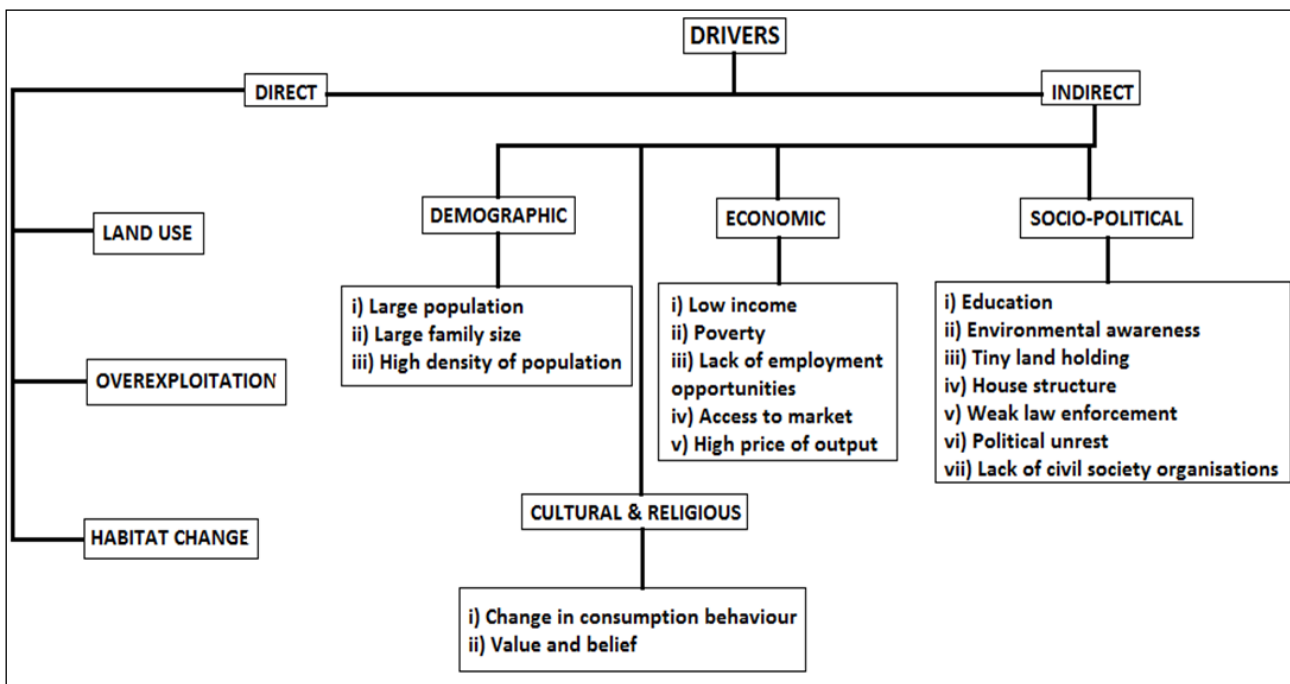 DRIVERS
DIRECT
INDIRECT
DEMOGRAPHIC
ECONOMIC
SOCIO-POLITICAL
LAND USE
i) Large population
ii) Large family size
iii) High density of population
i) Low income
ii) Poverty
iii) Lack of employment
opportunities
iv) Access to market
v) High price of output
i) Education
ii) Environmental awareness
iii) Tiny land holding
iv) House structure
v) Weak law enforcement
vi) Political unrest
vii) Lack of civil society organisations
OVEREXPLOITATION
CULTURAL & RELIGIOUS
HABITAT CHANGE
i) Change in consumption behaviour
ii) Value and belief